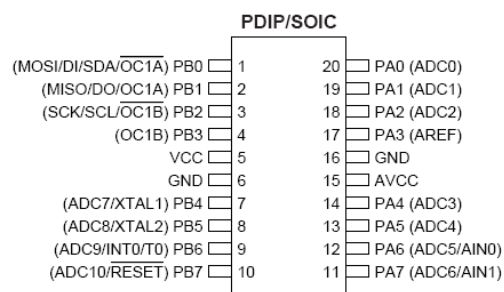 PDIP/SOIC
(MOSI/DI/SDA/OC1A) PB0 1 20 PA0 (ADC0)
(MISO/DO/OC1A) PB1 2 19 PA1 (ADC1)
(SCK/SCL/OC1B) PB2 3 18 PA2 (ADC2)
(OC1B) PB3 4 17 PA3 (AREF)
VCC 5 16 GND
GND 6 15 AVCC
(ADC7/XTAL1) PB4 7 14 PA4 (ADC3)
(ADC8/XTAL2) PB5 8 13 PA5 (ADC4)
(ADC9/INT0/T0) PB6 9 12 PA6 (ADC5/AIN0)
(ADC10/RESET) PB7 10 11 PA7 (ADC6/AIN1)